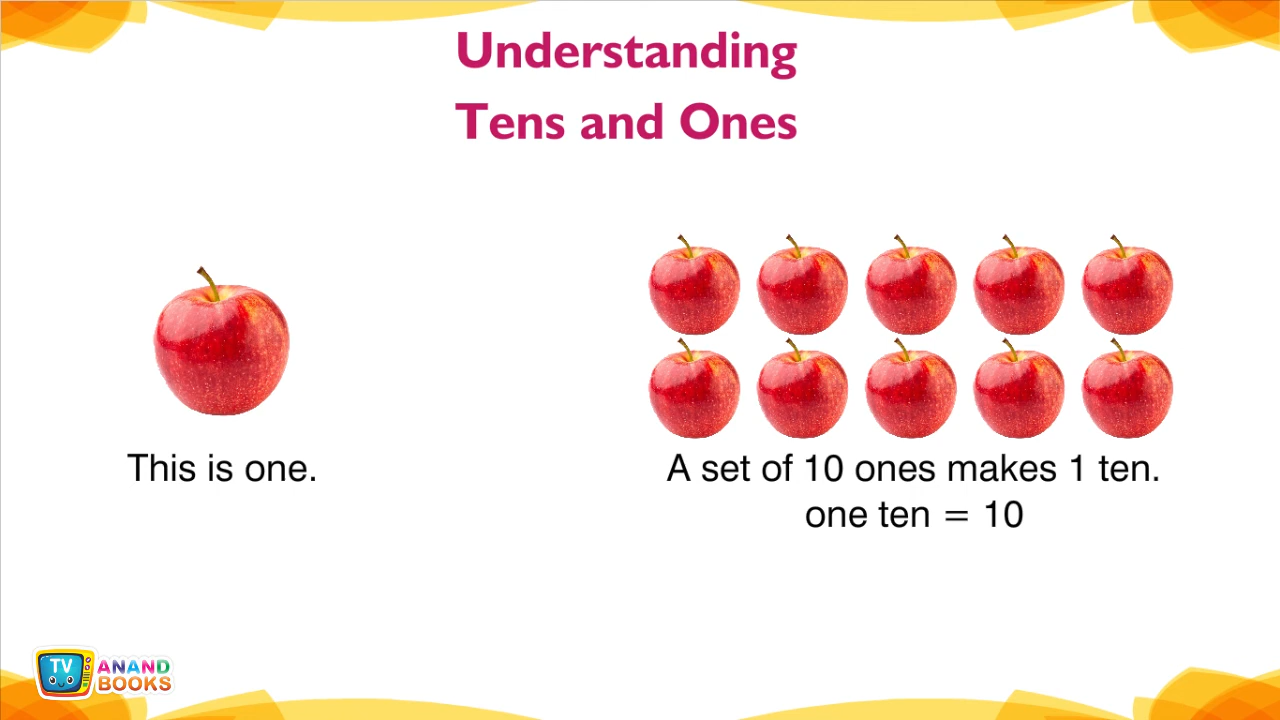 Understanding
Tens and Ones
This is one.
A set of 10 ones makes 1 ten.
one ten = 10
TV
ANAND
BOOKS